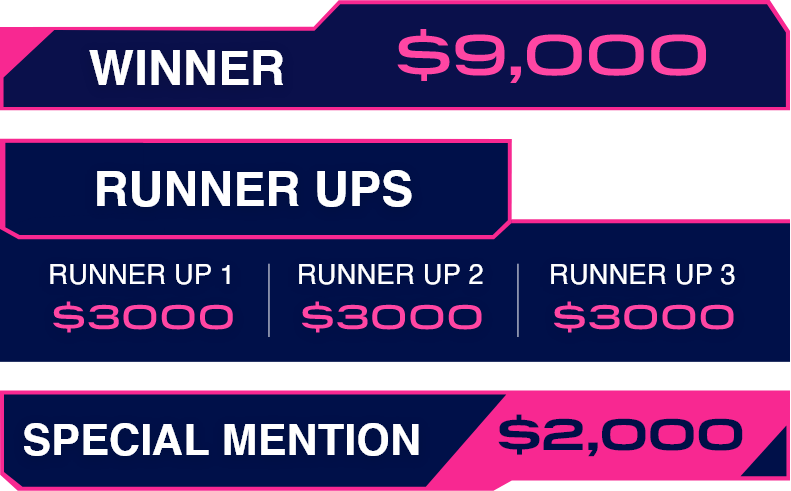 WINNER $9,000
RUNNER UPS
RUNNER UP 1 RUNNER UP 2 RUNNER UP 3
$3000 $3000 $3000
SPECIAL MENTION $2,000